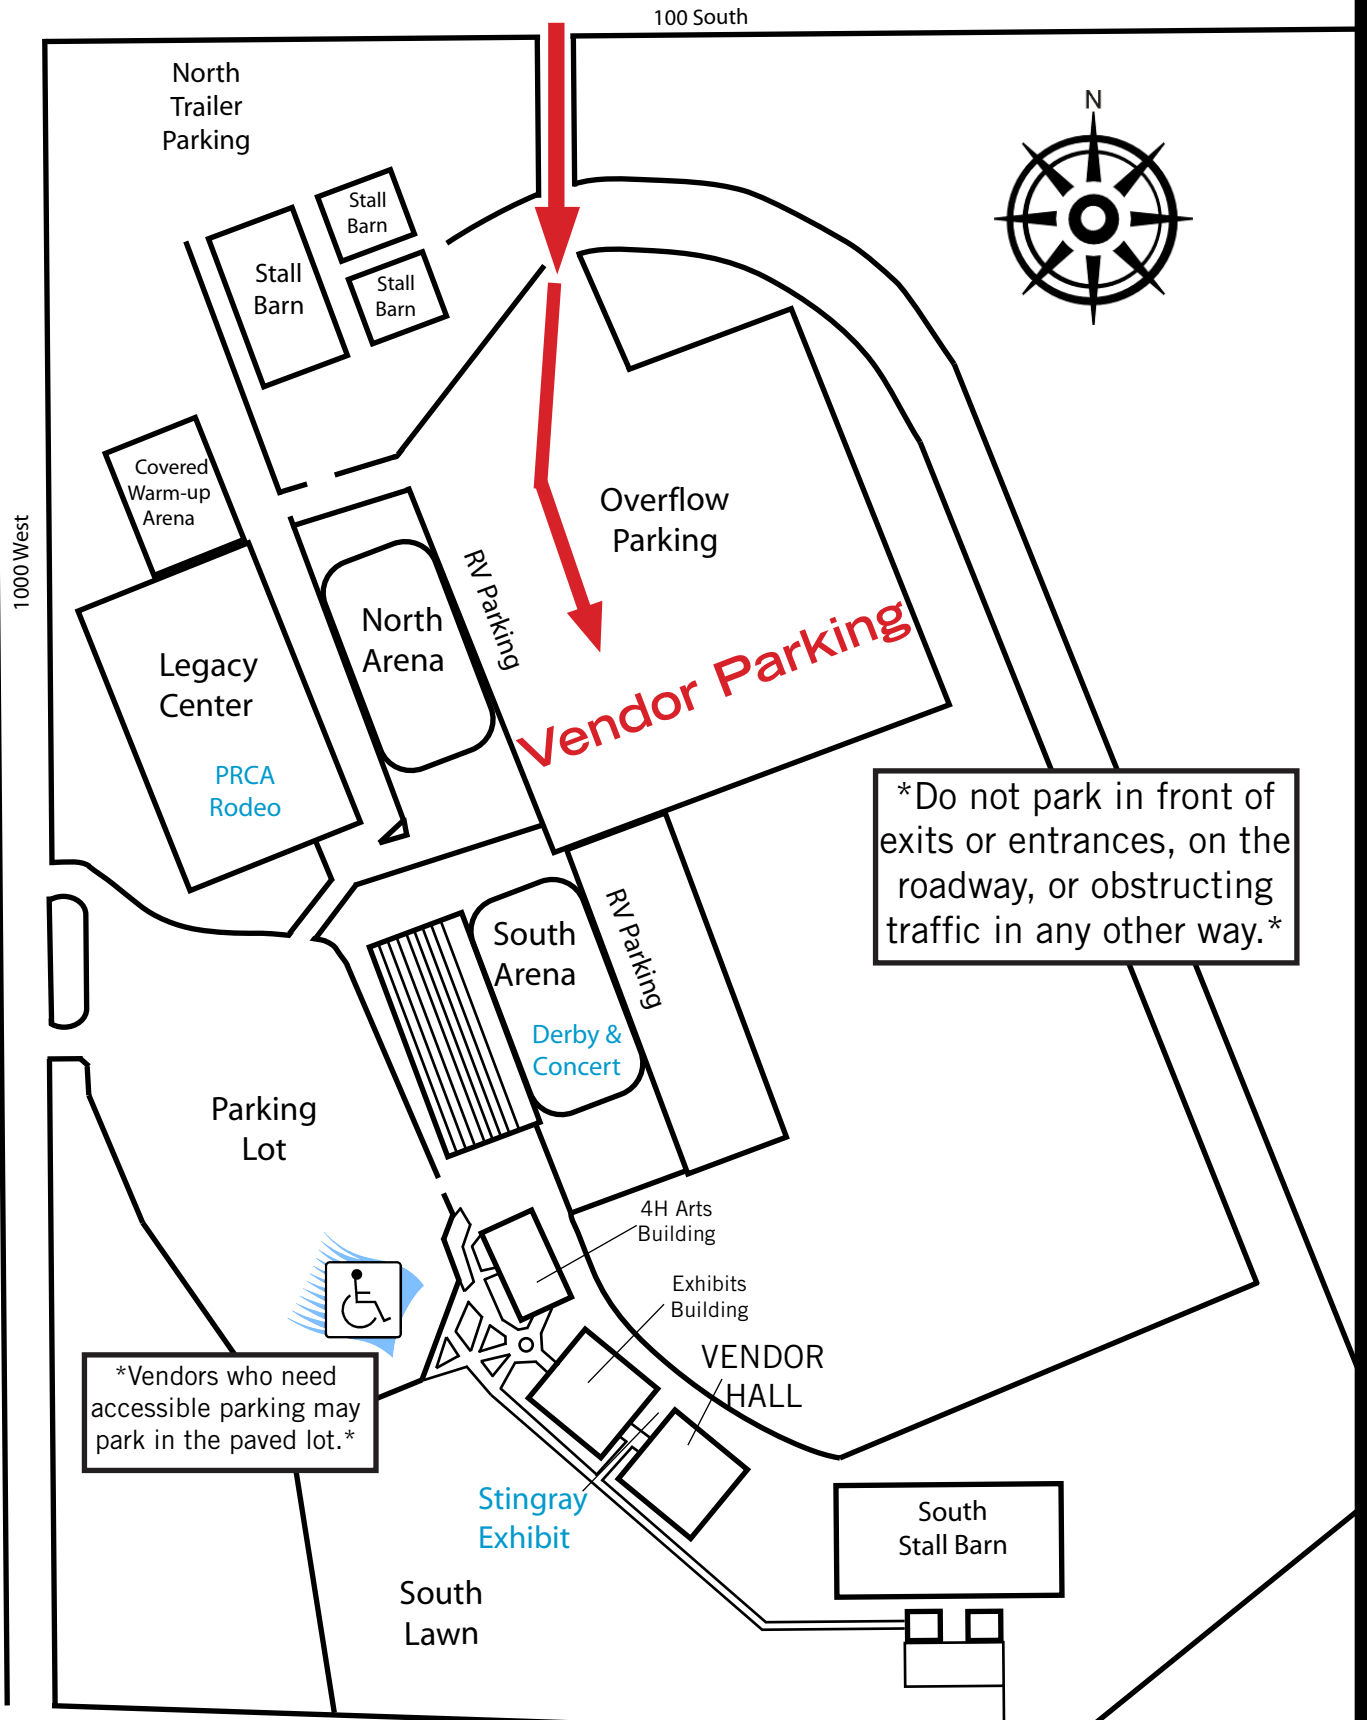 100 South
North
Trailer
Parking
N
Stall
Barn
Stall
Barn
Stall
Barn
Covered
Warm-up
Arena
1000 West
Overflow
Parking
RV Parking
North
Arena
Legacy
Center
PRCA
Rodeo
Vendor Parking
*Do not park in front of
exits or entrances, on the
roadway, or obstructing
traffic in any other way.*
South
Arena
RV Parking
Derby &
Concert
Parking
Lot
4H Arts
Building
Exhibits
Building
VENDOR
HALL
*Vendors who need
accessible parking may
park in the paved lot.*
Stingray
Exhibit
South
Stall Barn
South
Lawn